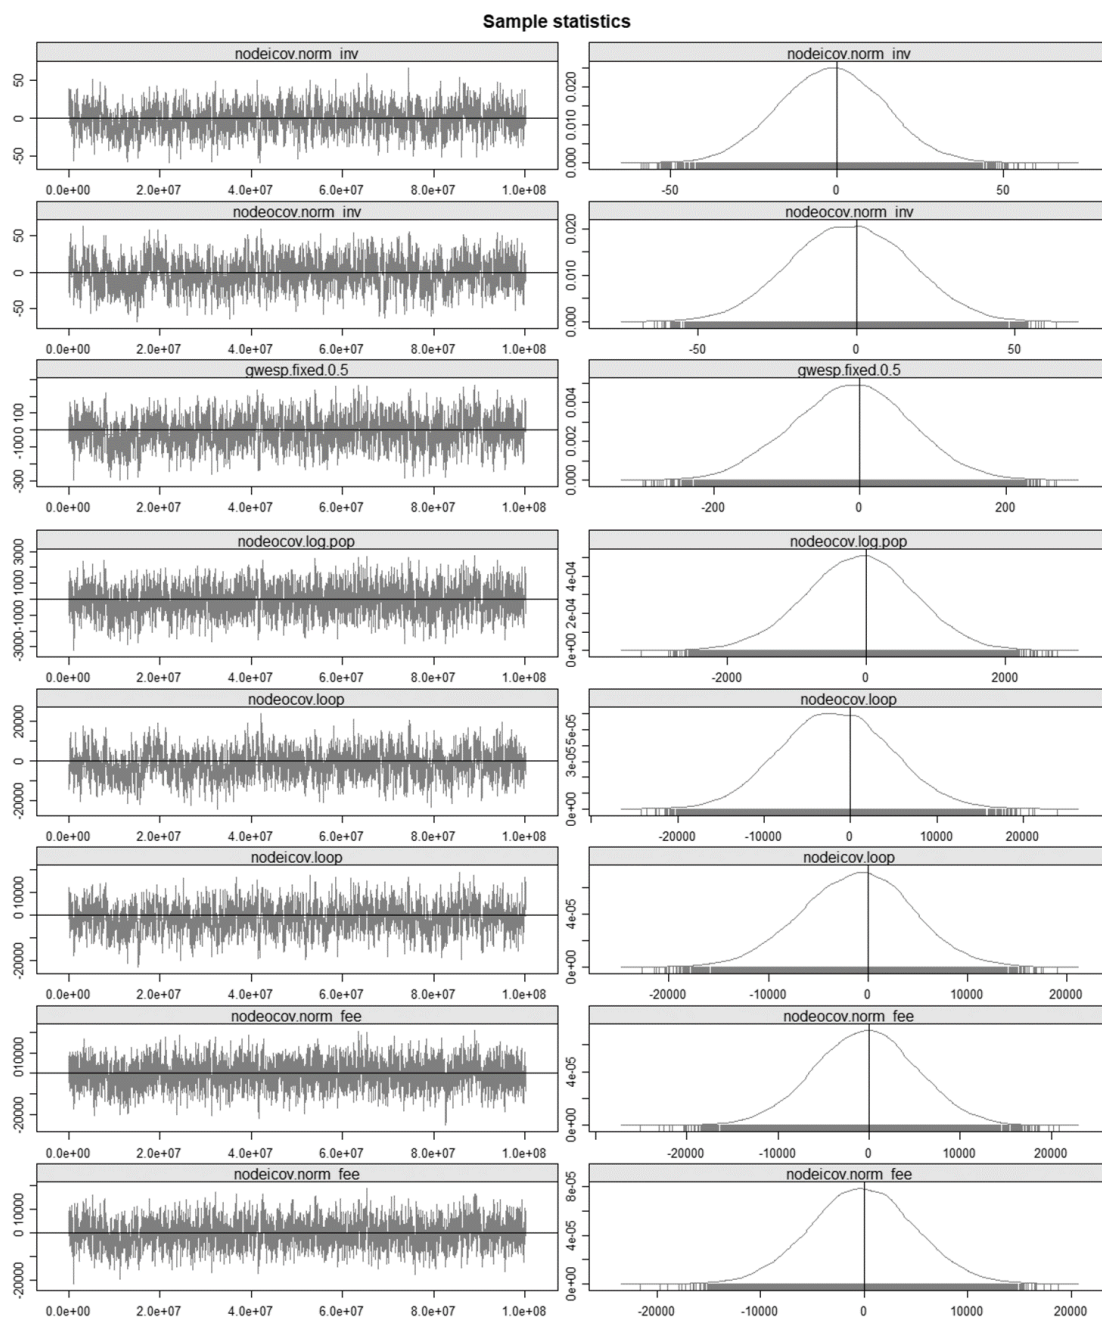 Sample statistics
nodeicov.norm_inv
-50 0 50
0.0e+00 2.0e+07 4.0e+07 6.0e+07 8.0e+07 1.0e+08
nodeicov.norm_inv
0.000 0.010 0.020
-50 0 50
nodeocov.norm_inv
-50 0 50
0.0e+00 2.0e+07 4.0e+07 6.0e+07 8.0e+07 1.0e+08
nodeocov.norm_inv
0.000 0.010 0.020
-50 0 50
gwesp.fixed.0.5
-300 -100 0 100
0.0e+00 2.0e+07 4.0e+07 6.0e+07 8.0e+07 1.0e+08
gwesp.fixed.0.5
0.000 0.002 0.004
-200 0 200
nodeocov.log.pop
-3000 -1000 1000 3000
0.0e+00 2.0e+07 4.0e+07 6.0e+07 8.0e+07 1.0e+08
nodeocov.log.pop
0e+00 2e-04 4e-04
-2000 0 2000
nodeocov.loop
-20000 0 20000
0.0e+00 2.0e+07 4.0e+07 6.0e+07 8.0e+07 1.0e+08
nodeocov.loop
0e+00 3e-05 5e-05
-20000 -10000 0 10000 20000
nodeicov.loop
-20000 0 10000
0.0e+00 2.0e+07 4.0e+07 6.0e+07 8.0e+07 1.0e+08
nodeicov.loop
0e+00 4e-05
-20000 -10000 0 10000 20000
nodeocov.norm_fee
-20000 0 10000
0.0e+00 2.0e+07 4.0e+07 6.0e+07 8.0e+07 1.0e+08
nodeocov.norm_fee
0e+00 4e-05
-20000 -10000 0 10000 20000
nodeicov.norm_fee
-20000 0 10000
0.0e+00 2.0e+07 4.0e+07 6.0e+07 8.0e+07 1.0e+08
nodeicov.norm_fee
0e+00 4e-05 8e-05
-20000 -10000 0 10000 20000